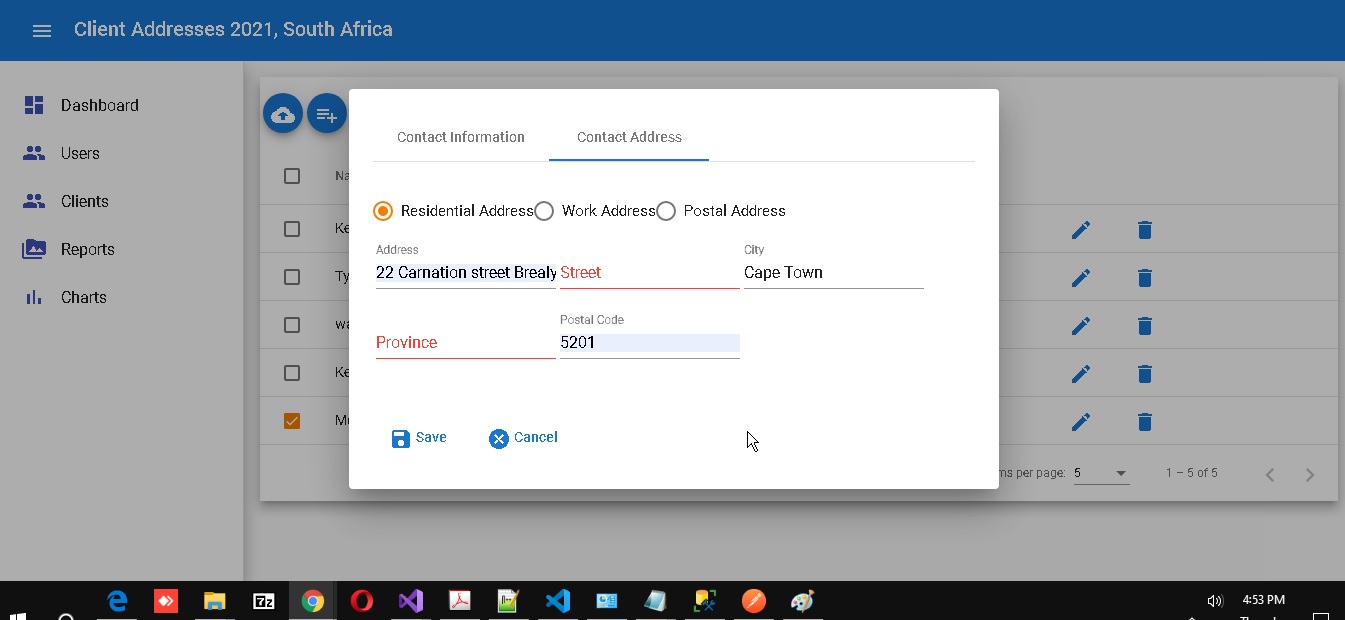 Client Addresses 2021, South Africa
Dashboard
Users
Clients
Reports
Charts
Na
Ke
Ty
wa
Ke
Contact Information
Contact Address
Residential Address
Work Address
Postal Address
Address
22 Carnation street Brealy
Street
City
Cape Town
Province
Postal Code
5201
Save
Cancel
ms per page: 5
1 – 5 of 5
7z
4:53 PM